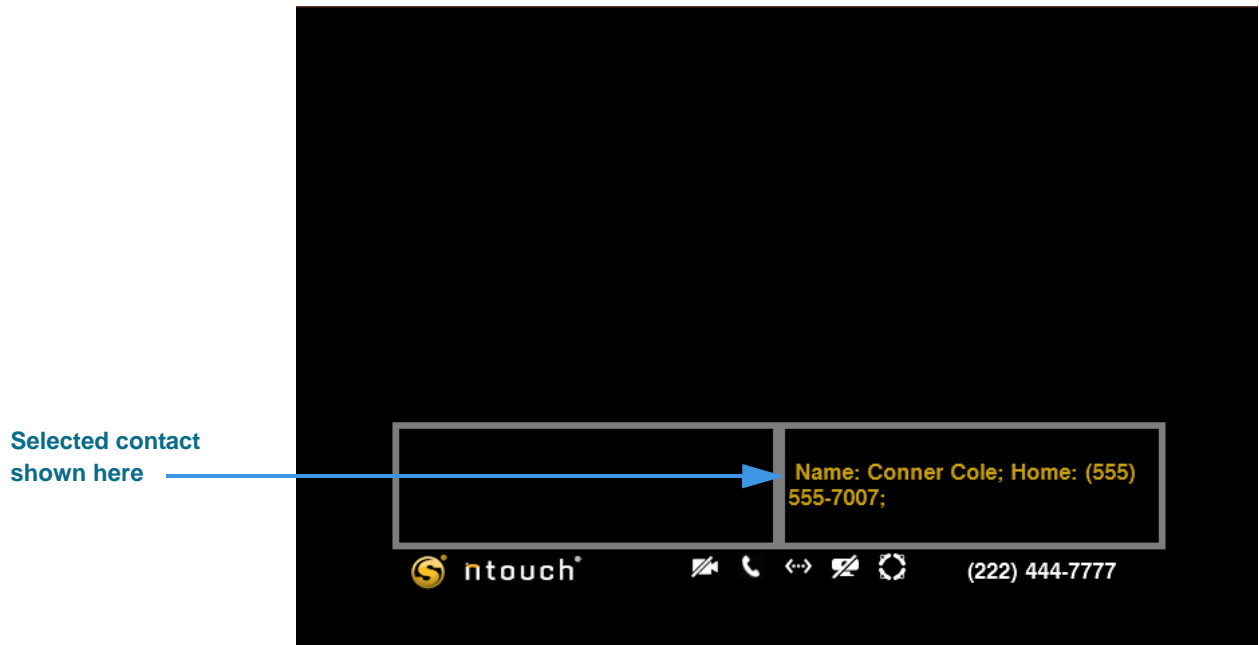 Selected contact
shown here
Name: Conner Cole; Home: (555)
555-7007;
S ntouch® (222) 444-7777